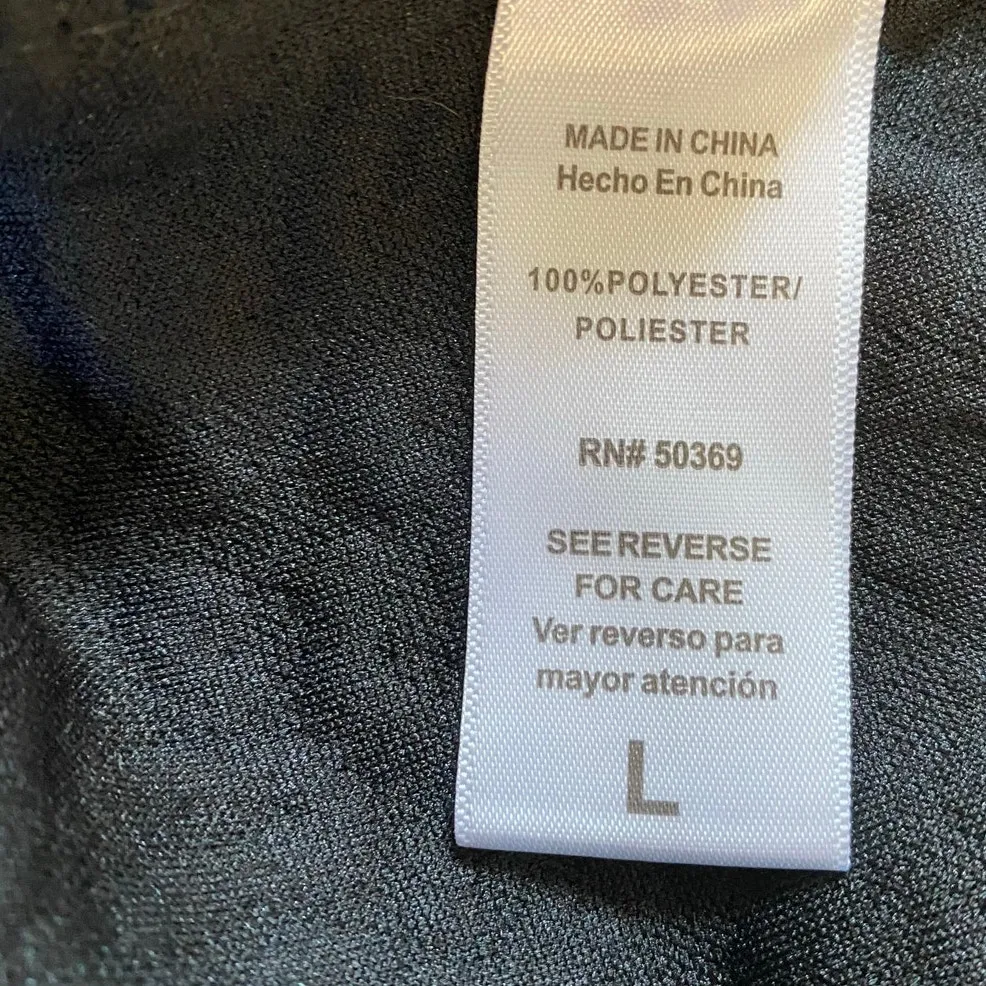 MADE IN CHINA
Hecho En China
100%POLYESTER/
POLIESTER
RN# 50369
SEE REVERSE
FOR CARE
Ver reverso para
mayor atención
L